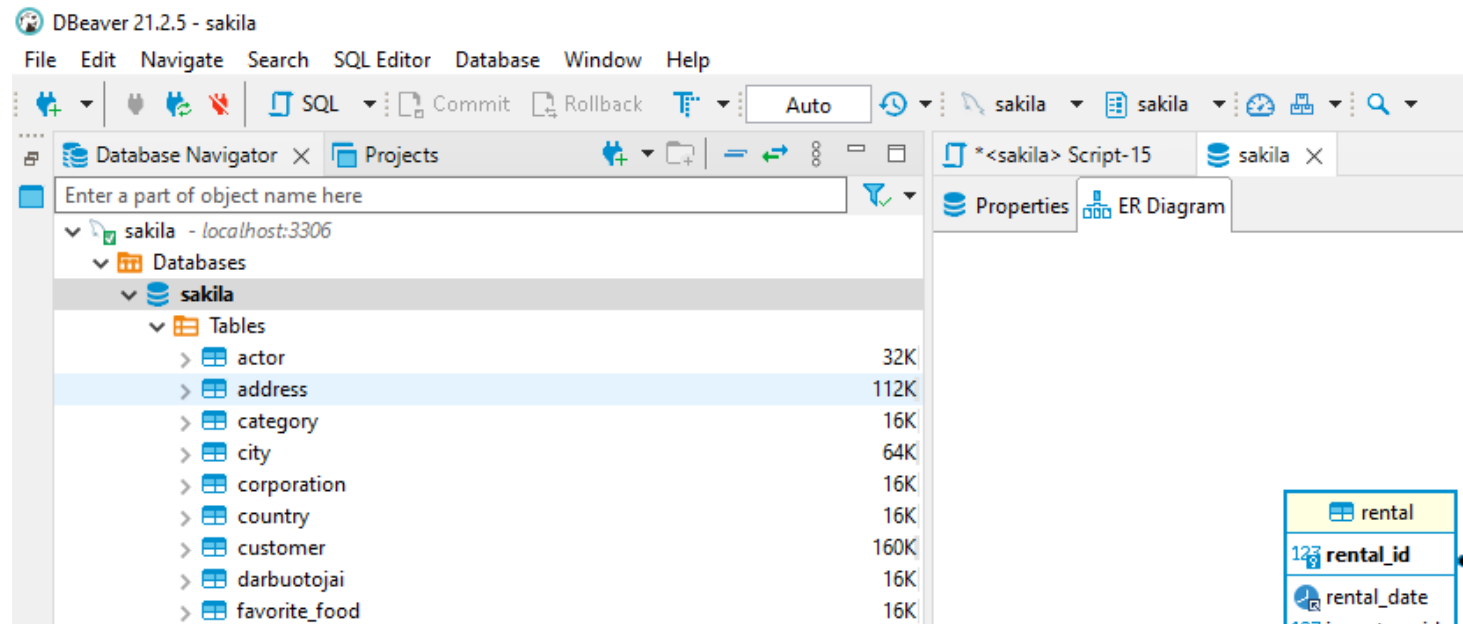 DBeaver 21.2.5 - sakila
File Edit Navigate Search SQL Editor Database Window Help
SQL Commit Rollback Auto sakila sakila
Database Navigator Projects
*<sakila> Script-15 sakila
Enter a part of object name here
Properties ER Diagram
sakila - localhost:3306
Databases
sakila
Tables
actor 32K
address 112K
category 16K
city 64K
corporation 16K
country 16K
customer 160K
darbuotojai 16K
favorite_food 16K
rental
123 rental_id
rental_date